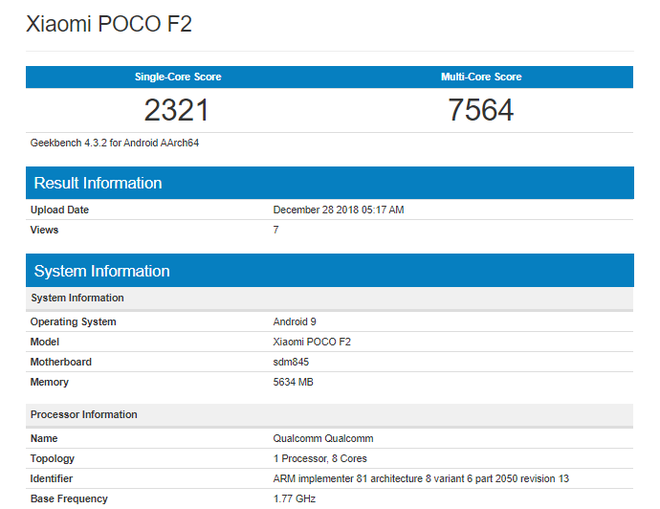 Xiaomi POCO F2
Single-Core Score Multi-Core Score
2321 7564
Geekbench 4.3.2 for Android AArch64
Result Information
Upload Date December 28 2018 05:17 AM
Views 7
System Information
System Information
Operating System Android 9
Model Xiaomi POCO F2
Motherboard sdm845
Memory 5634 MB
Processor Information
Name Qualcomm Qualcomm
Topology 1 Processor, 8 Cores
Identifier ARM implementer 81 architecture 8 variant 6 part 2050 revision 13
Base Frequency 1.77 GHz